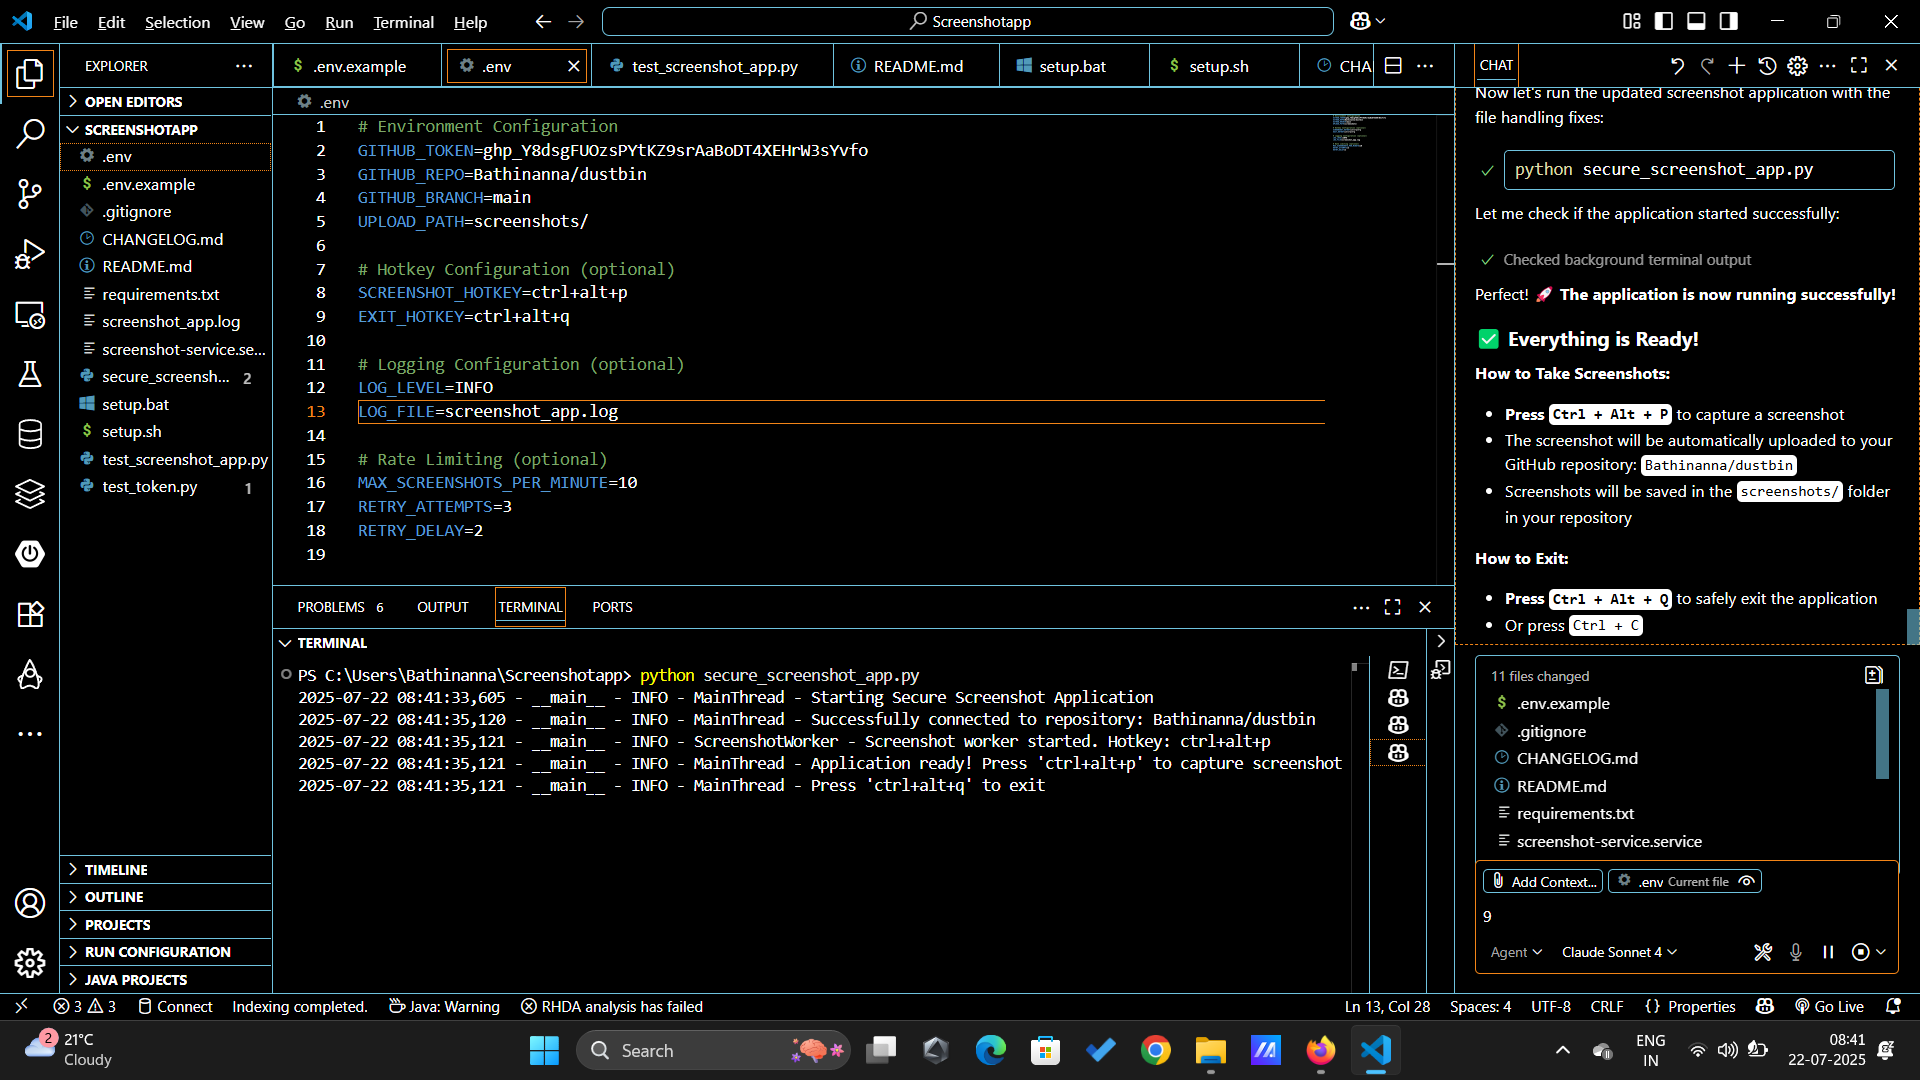 File Edit Selection View Go Run Terminal Help
Screenshotapp
EXPLORER
OPEN EDITORS
SCREENSHOTAPP
.env
.env.example
.gitignore
CHANGELOG.md
README.md
requirements.txt
screenshot_app.log
screenshot-service.se...
secure_screensh... 2
setup.bat
setup.sh
test_screenshot_app.py
test_token.py 1
TIMELINE
OUTLINE
PROJECTS
RUN CONFIGURATION
JAVA PROJECTS
.env.example .env test_screenshot_app.py README.md setup.bat setup.sh CHA
.env
1 # Environment Configuration
2 GITHUB_TOKEN=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
3 GITHUB_REPO=Bathinanna/dustbin
4 GITHUB_BRANCH=main
5 UPLOAD_PATH=screenshots/
6
7 # Hotkey Configuration (optional)
8 SCREENSHOT_HOTKEY=ctrl+alt+p
9 EXIT_HOTKEY=ctrl+alt+q
10
11 # Logging Configuration (optional)
12 LOG_LEVEL=INFO
13 LOG_FILE=screenshot_app.log
14
15 # Rate Limiting (optional)
16 MAX_SCREENSHOTS_PER_MINUTE=10
17 RETRY_ATTEMPTS=3
18 RETRY_DELAY=2
19
PROBLEMS 6 OUTPUT TERMINAL PORTS
TERMINAL
PS C:\Users\Bathinanna\Screenshotapp> python secure_screenshot_app.py
2025-07-22 08:41:33,605 - __main__ - INFO - MainThread - Starting Secure Screenshot Application
2025-07-22 08:41:35,120 - __main__ - INFO - MainThread - Successfully connected to repository: Bathinanna/dustbin
2025-07-22 08:41:35,121 - __main__ - INFO - ScreenshotWorker - Screenshot worker started. Hotkey: ctrl+alt+p
2025-07-22 08:41:35,121 - __main__ - INFO - MainThread - Application ready! Press 'ctrl+alt+p' to capture screenshot
2025-07-22 08:41:35,121 - __main__ - INFO - MainThread - Press 'ctrl+alt+q' to exit
CHAT
Now let's run the updated screenshot application with the
file handling fixes:
python secure_screenshot_app.py
Let me check if the application started successfully:
Checked background terminal output
Perfect! 🚀 The application is now running successfully!
✅ Everything is Ready!
How to Take Screenshots:
• Press Ctrl + Alt + P to capture a screenshot
• The screenshot will be automatically uploaded to your
GitHub repository: Bathinanna/dustbin
• Screenshots will be saved in the screenshots/ folder
in your repository
How to Exit:
• Press Ctrl + Alt + Q to safely exit the application
• Or press Ctrl + C
11 files changed
.env.example
.gitignore
CHANGELOG.md
README.md
requirements.txt
screenshot-service.service
Add Context... .env Current file
9
Agent Claude Sonnet 4
3 3 Connect Indexing completed. Java: Warning RHDA analysis has failed
Ln 13, Col 28 Spaces: 4 UTF-8 CRLF {} Properties Go Live
2 21°C
Cloudy
Search
ENG
IN
08:41
22-07-2025